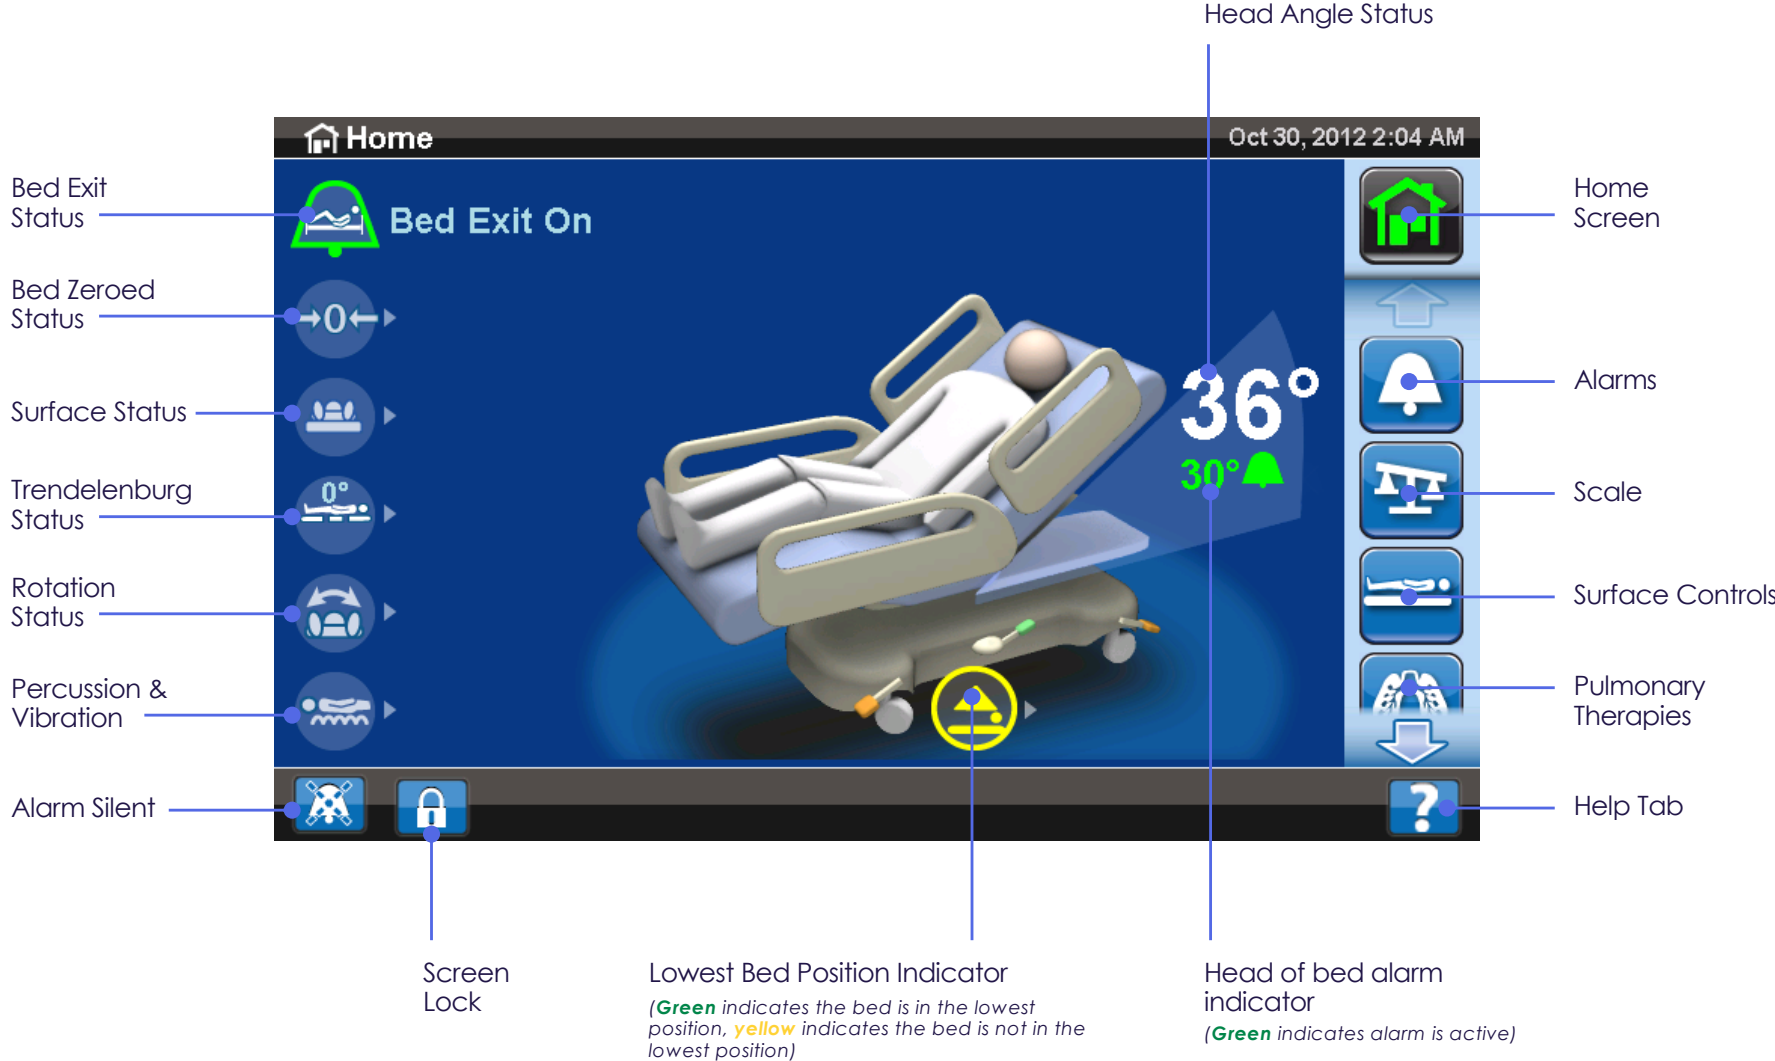 Head Angle Status
Home
Oct 30, 2012 2:04 AM
Bed Exit
Status
Bed Exit On
Home
Screen
Bed Zeroed
Status
→0←
36°
Alarms
Surface Status
30°
Trendelenburg
Status
0°
Scale
Rotation
Status
Surface Controls
Percussion &
Vibration
Pulmonary
Therapies
Alarm Silent
?
Help Tab
Screen
Lock
Lowest Bed Position Indicator
(Green indicates the bed is in the lowest
position, yellow indicates the bed is not in the
lowest position)
Head of bed alarm
indicator
(Green indicates alarm is active)